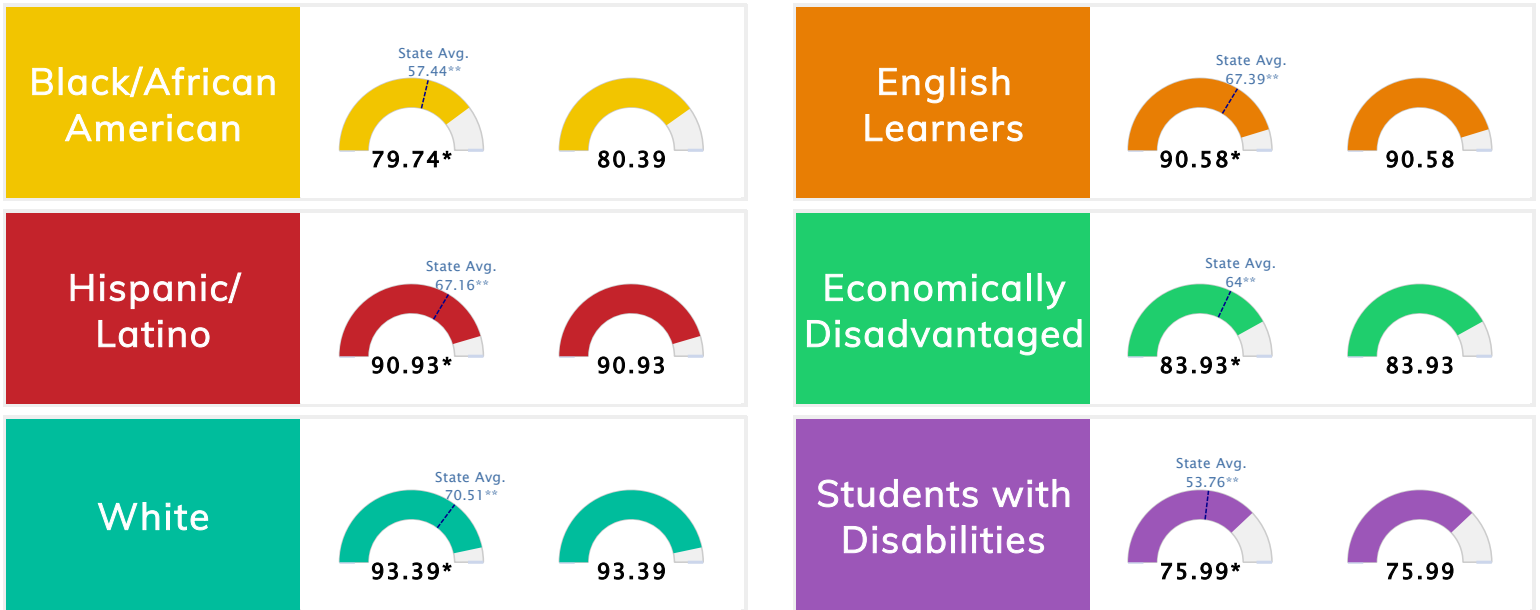 Black/African
American
State Avg.
57.44**
79.74*
80.39
English
Learners
State Avg.
67.39**
90.58*
90.58
Hispanic/
Latino
State Avg.
67.16**
90.93*
90.93
Economically
Disadvantaged
State Avg.
64**
83.93*
83.93
White
State Avg.
70.51**
93.39*
93.39
Students with
Disabilities
State Avg.
53.76**
75.99*
75.99